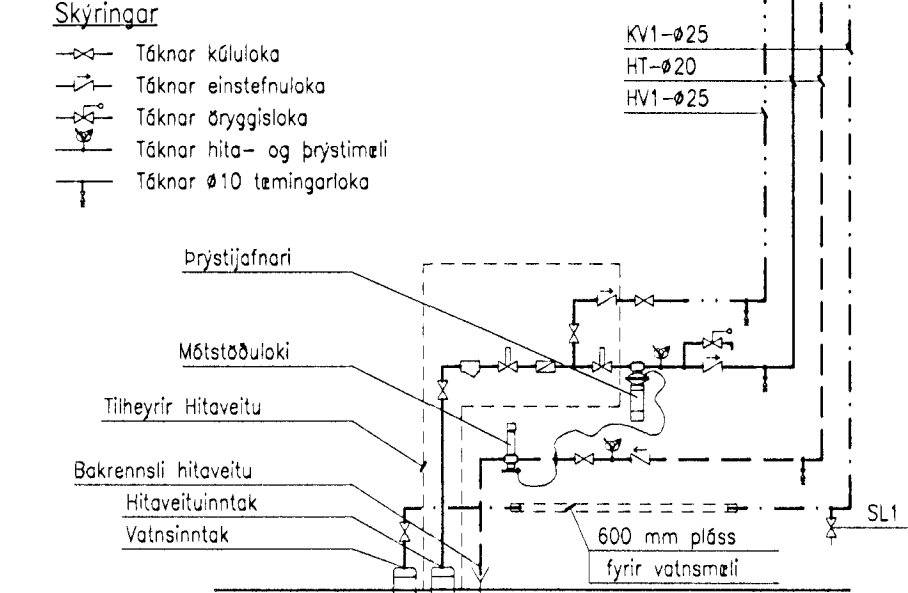 Skýringar
Táknar kúluloka
Táknar einstefnuloka
Táknar öryggisloka
Táknar hita- og þrýstimæli
Táknar ø10 tæmingarloka
KV1-ø25
HT-ø20
HV1-ø25
Þrýstijafnari
Mótstöðuloki
Tilheyrir Hitaveitu
Bakrennsli hitaveitu
Hitaveituinntak
Vatnsinntak
SL1
600 mm pláss
fyrir vatnsmæli